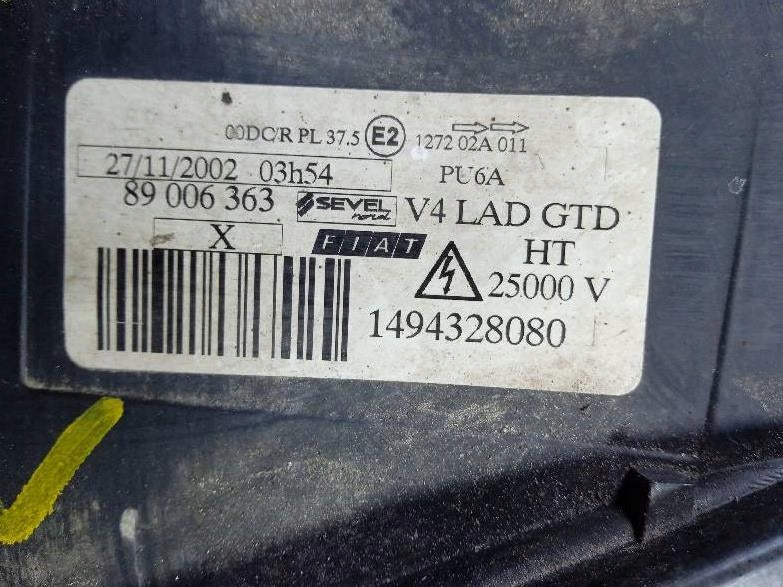 00DC/R PL 37.5 E2 1272 02A 011
27/11/2002 03h54 PU6A
89 006 363 SEVEL nord V4 LAD GTD
X FIAT HT
25000 V
1494328080